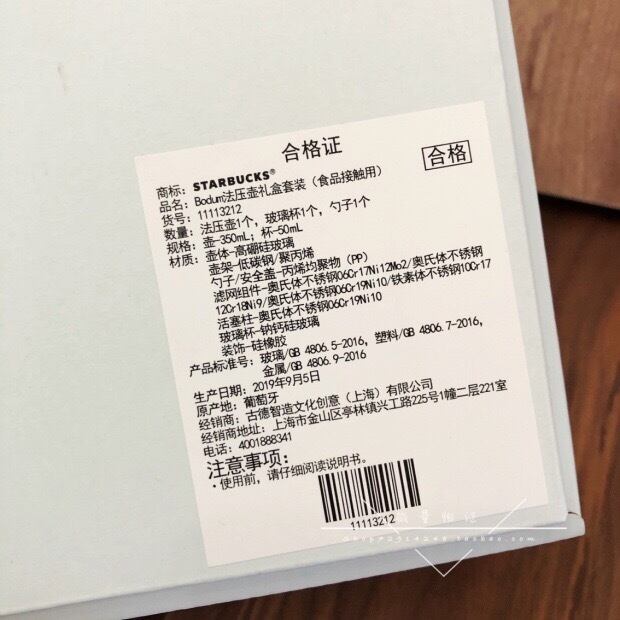 合格证
合格
商标: STARBUCKS®
品名: Bodum法压壶礼盒套装（食品接触用）
货号: 11113212
数量: 法压壶1个，玻璃杯1个，勺子1个
规格: 壶-350mL; 杯-50mL
材质: 壶体-高硼硅玻璃
壶架-低碳钢/聚丙烯
勺子/安全盖-丙烯均聚物（PP）
滤网组件-奥氏体不锈钢06Cr17Ni12Mo2/奥氏体不锈钢
12Cr18Ni9/奥氏体不锈钢06Cr19Ni10/铁素体不锈钢10Cr17
活塞柱-奥氏体不锈钢06Cr19Ni10
玻璃杯-钠钙硅玻璃
装饰-硅橡胶
产品标准号: 玻璃/GB 4806.5-2016, 塑料/GB 4806.7-2016,
金属/GB 4806.9-2016
生产日期: 2019年9月5日
原产地: 葡萄牙
经销商: 古德智造文化创意（上海）有限公司
经销商地址: 上海市金山区亭林镇兴工路225号1幢二层221室
电话: 4001888341
注意事项:
·使用前，请仔细阅读说明书。
11113212